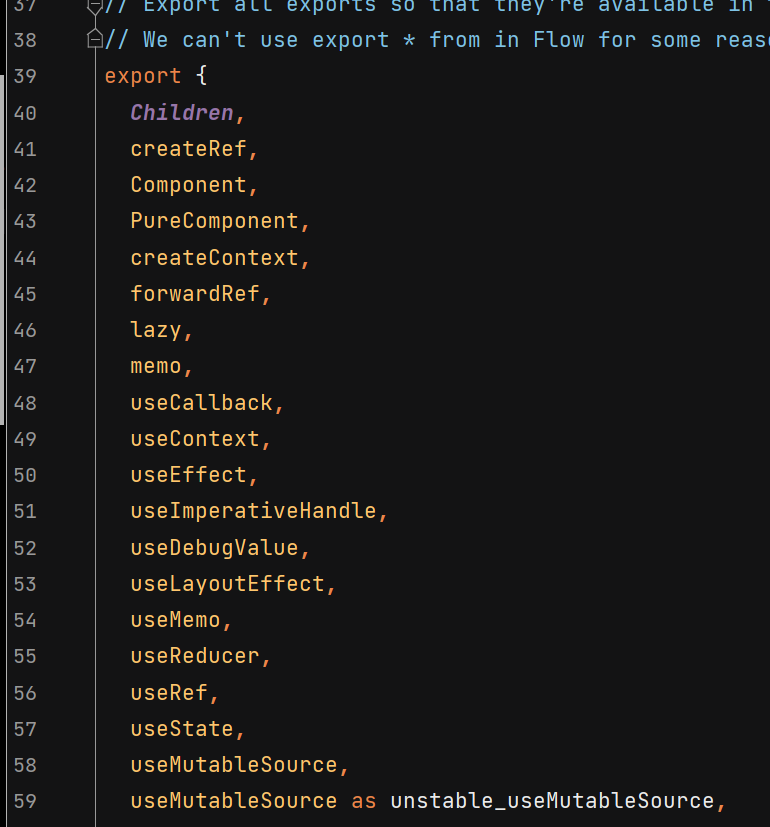 37 // Export all exports so that they're available in
38 // We can't use export * from in Flow for some
39 export {
40 Children,
41 createRef,
42 Component,
43 PureComponent,
44 createContext,
45 forwardRef,
46 lazy,
47 memo,
48 useCallback,
49 useContext,
50 useEffect,
51 useImperativeHandle,
52 useDebugValue,
53 useLayoutEffect,
54 useMemo,
55 useReducer,
56 useRef,
57 useState,
58 useMutableSource,
59 useMutableSource as unstable_useMutableSource,